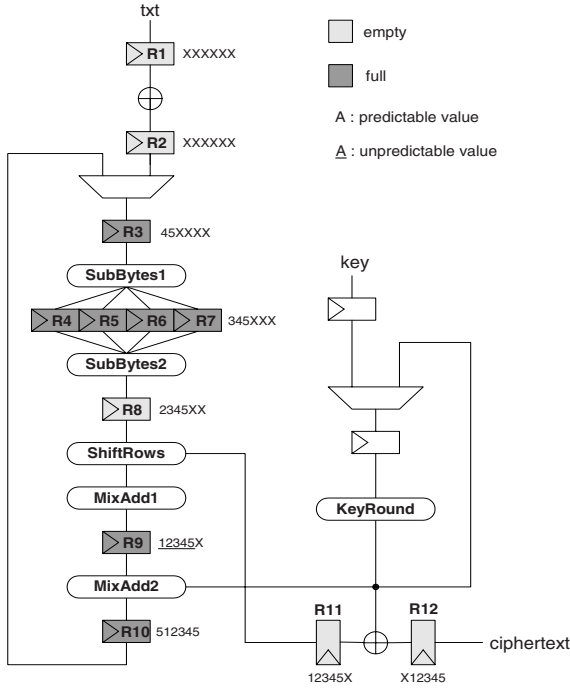 txt
R1 XXXXXX
R2 XXXXXX
R3 45XXXX
SubBytes1
R4 R5 R6 R7 345XXX
SubBytes2
R8 2345XX
ShiftRows
MixAdd1
R9 12345X
MixAdd2
R10 512345
empty
full
A : predictable value
A : unpredictable value
key
KeyRound
R11 R12
ciphertext
12345X X12345